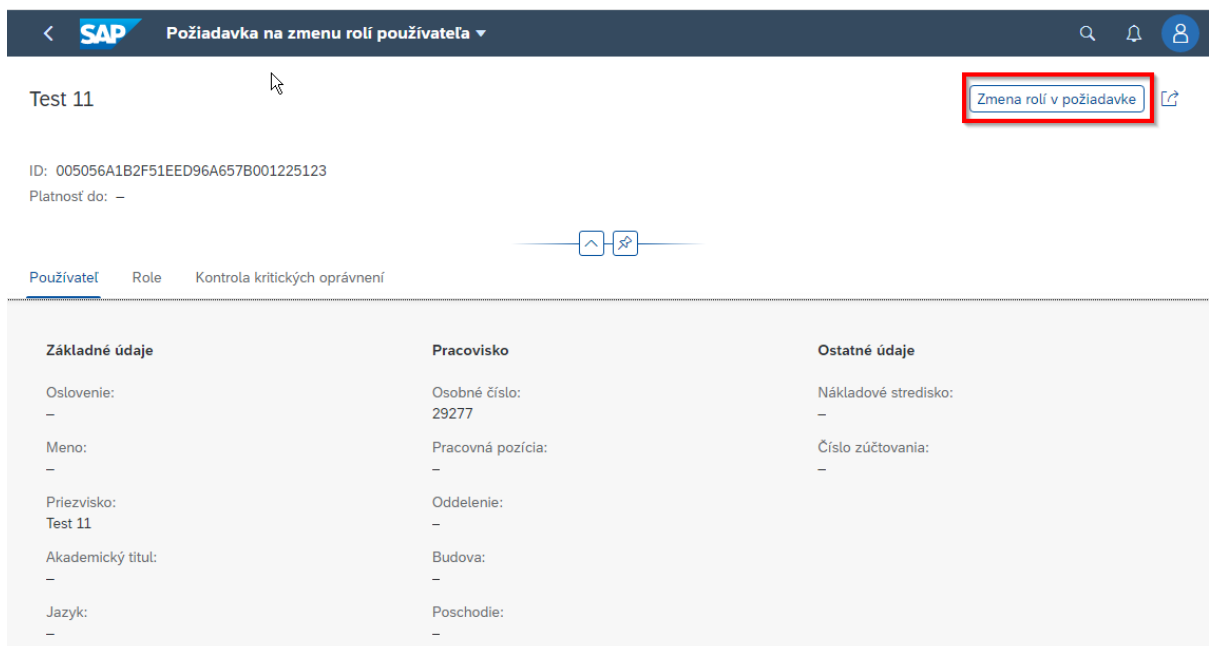 SAP Požiadavka na zmenu rolí používateľa
Test 11
Zmena rolí v požiadavke
ID: 005056A1B2F51EED96A657B001225123
Platnosť do: –
Používateľ Role Kontrola kritických oprávnení
Základné údaje
Oslovenie:
–
Meno:
–
Priezvisko:
Test 11
Akademický titul:
–
Jazyk:
–
Pracovisko
Osobné číslo:
29277
Pracovná pozícia:
–
Oddelenie:
–
Budova:
–
Poschodie:
–
Ostatné údaje
Nákladové stredisko:
–
Číslo zúčtovania:
–